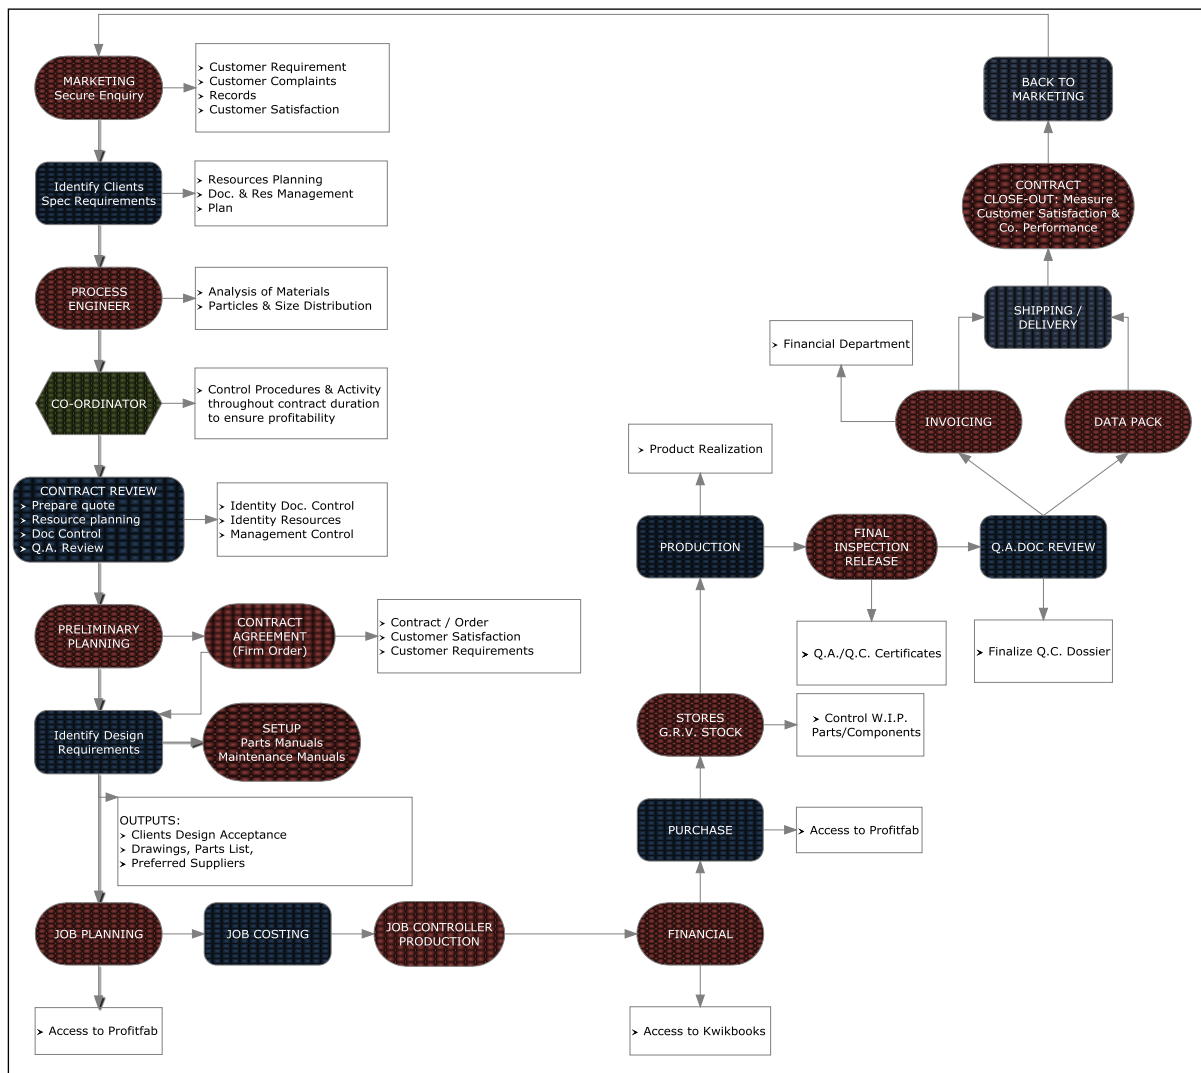 MARKETING
Secure Enquiry
➢ Customer Requirement
➢ Customer Complaints
➢ Records
➢ Customer Satisfaction
Identify Clients
Spec Requirements
➢ Resources Planning
➢ Doc. & Res Management
➢ Plan
PROCESS
ENGINEER
➢ Analysis of Materials
➢ Particles & Size Distribution
CO-ORDINATOR
➢ Control Procedures & Activity
throughout contract duration
to ensure profitability
CONTRACT REVIEW
➢ Prepare quote
➢ Resource planning
➢ Doc Control
➢ Q.A. Review
➢ Identity Doc. Control
➢ Identity Resources
➢ Management Control
PRELIMINARY
PLANNING
CONTRACT
AGREEMENT
(Firm Order)
➢ Contract / Order
➢ Customer Satisfaction
➢ Customer Requirements
Identify Design
Requirements
SETUP
Parts Manuals
Maintenance Manuals
OUTPUTS:
➢ Clients Design Acceptance
➢ Drawings, Parts List,
➢ Preferred Suppliers
JOB PLANNING
➢ Access to Profitfab
JOB COSTING
JOB CONTROLLER
PRODUCTION
FINANCIAL
➢ Access to Kwikbooks
PURCHASE
➢ Access to Profitfab
STORES
G.R.V. STOCK
➢ Control W.I.P.
Parts/Components
PRODUCTION
➢ Product Realization
FINAL
INSPECTION
RELEASE
➢ Q.A./Q.C. Certificates
Q.A.DOC REVIEW
➢ Finalize Q.C. Dossier
INVOICING
➢ Financial Department
DATA PACK
SHIPPING /
DELIVERY
CONTRACT
CLOSE-OUT: Measure
Customer Satisfaction &
Co. Performance
BACK TO
MARKETING